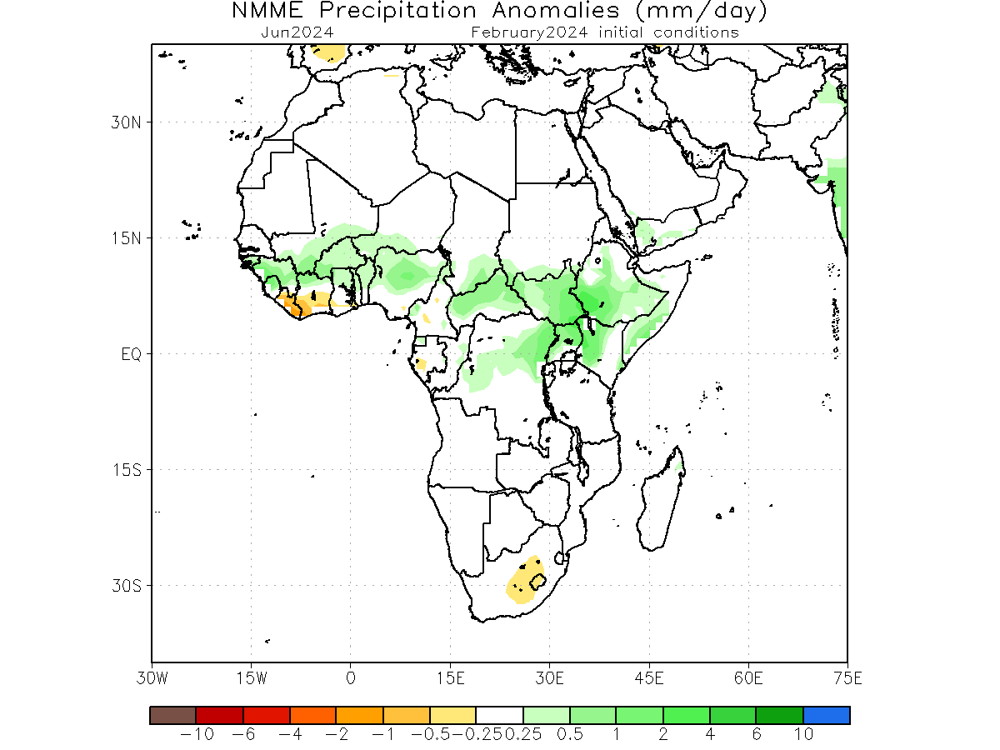 NMME Precipitation Anomalies (mm/day)
Jun2024 February2024 initial conditions
30N
15N
EQ
15S
30S
30W 15W 0 15E 30E 45E 60E 75E
-10 -6 -4 -2 -1 -0.5 -0.25 0.25 0.5 1 2 4 6 10